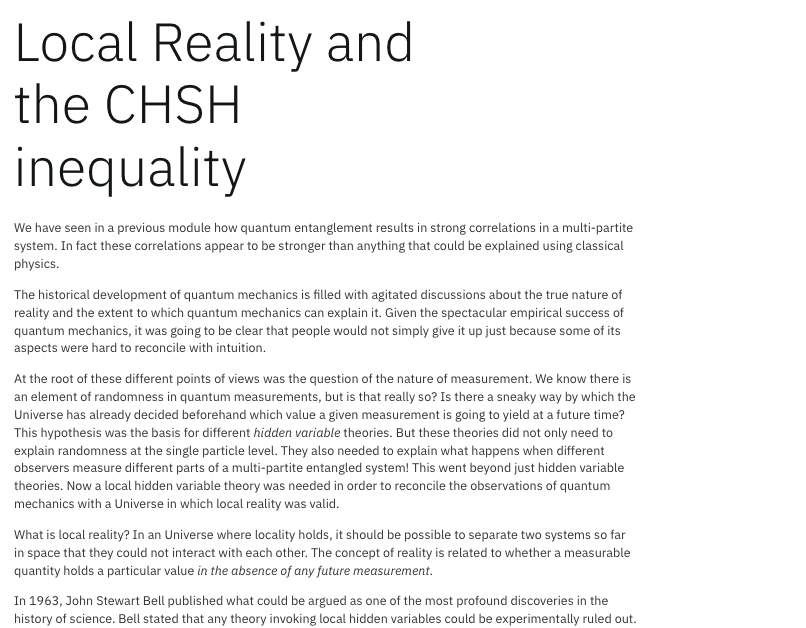 Local Reality and
the CHSH
inequality
We have seen in a previous module how quantum entanglement results in strong correlations in a multi-partite
system. In fact these correlations appear to be stronger than anything that could be explained using classical
physics.
The historical development of quantum mechanics is filled with agitated discussions about the true nature of
reality and the extent to which quantum mechanics can explain it. Given the spectacular empirical success of
quantum mechanics, it was going to be clear that people would not simply give it up just because some of its
aspects were hard to reconcile with intuition.
At the root of these different points of views was the question of the nature of measurement. We know there is
an element of randomness in quantum measurements, but is that really so? Is there a sneaky way by which the
Universe has already decided beforehand which value a given measurement is going to yield at a future time?
This hypothesis was the basis for different hidden variable theories. But these theories did not only need to
explain randomness at the single particle level. They also needed to explain what happens when different
observers measure different parts of a multi-partite entangled system! This went beyond just hidden variable
theories. Now a local hidden variable theory was needed in order to reconcile the observations of quantum
mechanics with a Universe in which local reality was valid.
What is local reality? In an Universe where locality holds, it should be possible to separate two systems so far
in space that they could not interact with each other. The concept of reality is related to whether a measurable
quantity holds a particular value in the absence of any future measurement.
In 1963, John Stewart Bell published what could be argued as one of the most profound discoveries in the
history of science. Bell stated that any theory invoking local hidden variables could be experimentally ruled out.